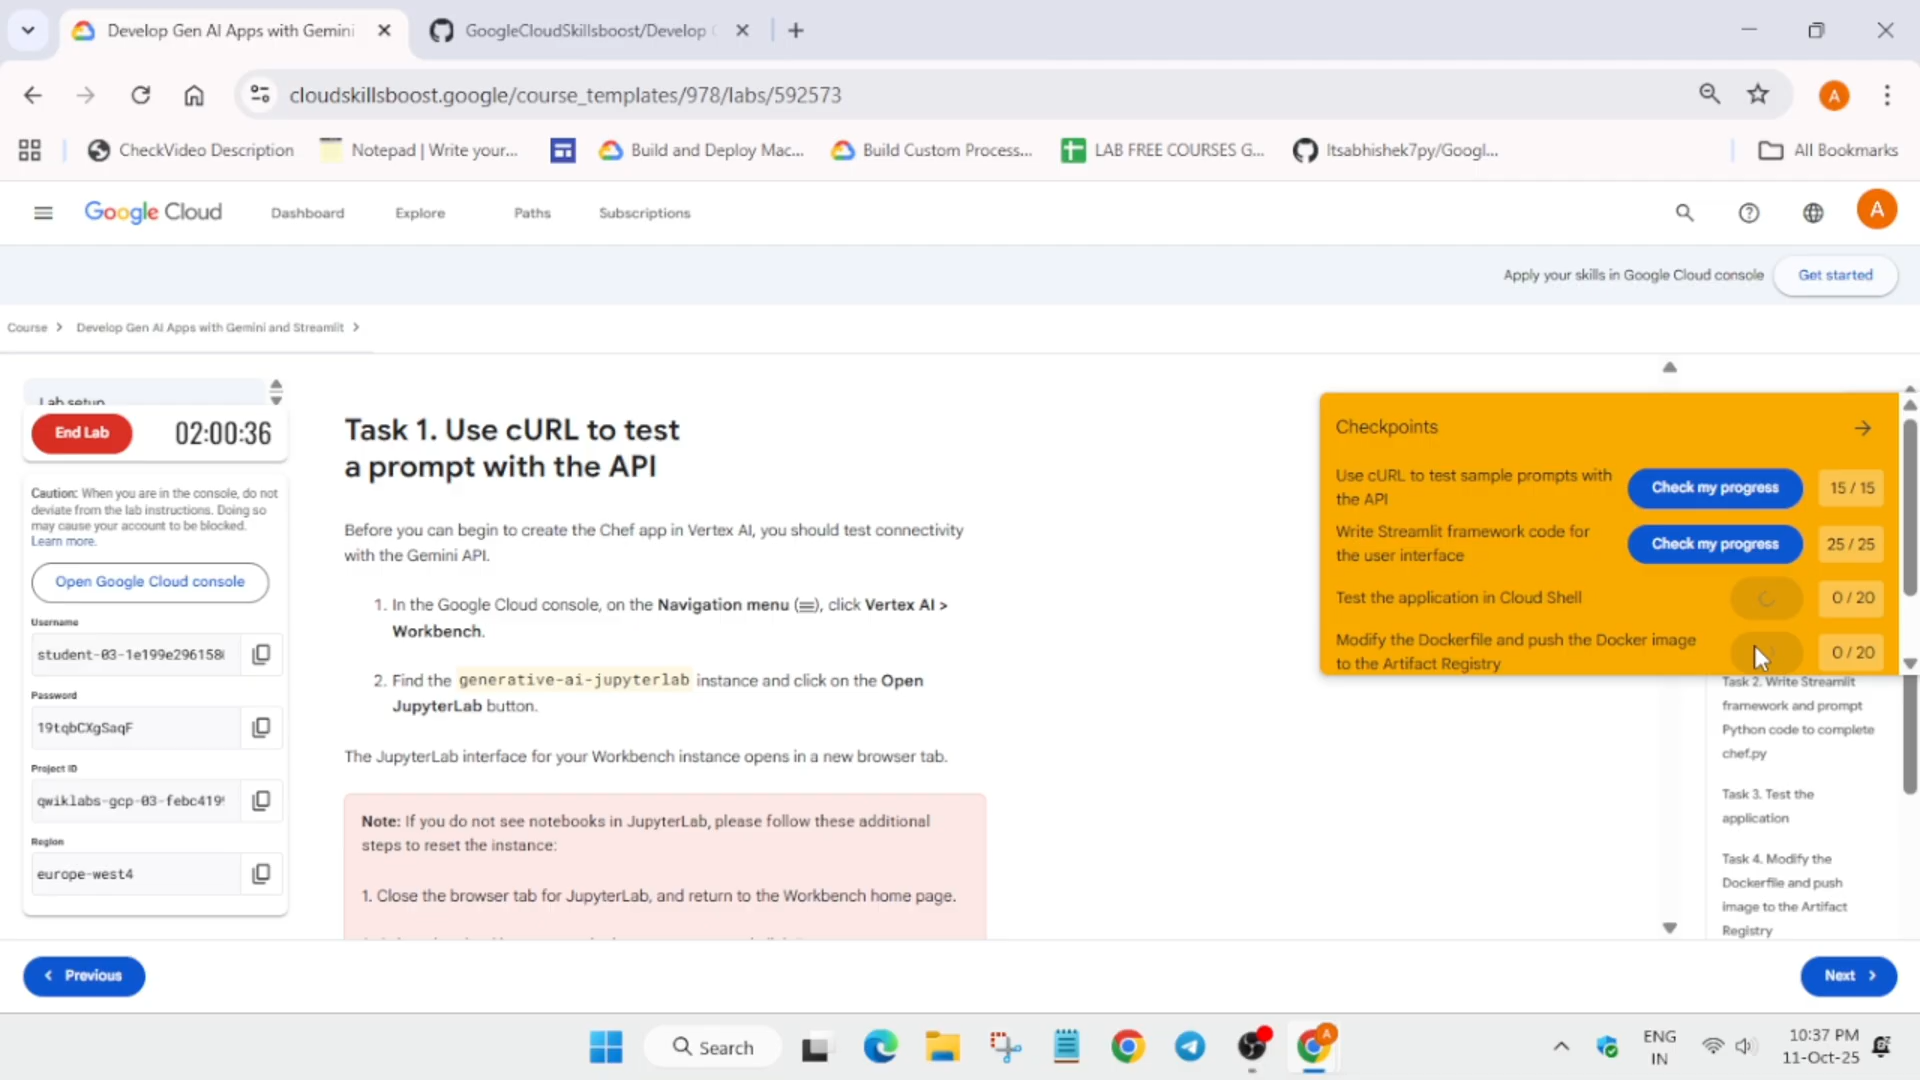 Develop Gen AI Apps with Gemini
GoogleCloudSkillsboost/Develop
cloudskillsboost.google/course_templates/978/labs/592573
A
CheckVideo Description
Notepad | Write your...
Build and Deploy Mac...
Build Custom Process...
LAB FREE COURSES G...
Itsabhishek7py/Googl...
All Bookmarks
Google Cloud
Dashboard
Explore
Paths
Subscriptions
A
Apply your skills in Google Cloud console
Get started
Course > Develop Gen AI Apps with Gemini and Streamlit >
Lab setup
End Lab
02:00:36
Caution: When you are in the console, do not
deviate from the lab instructions. Doing so
may cause your account to be blocked.
Learn more.
Open Google Cloud console
Username
student-03-1e199e296158
Password
19tqbCXgSaqF
Project ID
qwiklabs-gcp-03-febc419
Region
europe-west4
Task 1. Use cURL to test
a prompt with the API
Before you can begin to create the Chef app in Vertex AI, you should test connectivity
with the Gemini API.
1. In the Google Cloud console, on the Navigation menu (≡), click Vertex AI >
Workbench.
2. Find the generative-ai-jupyterlab instance and click on the Open
JupyterLab button.
The JupyterLab interface for your Workbench instance opens in a new browser tab.
Note: If you do not see notebooks in JupyterLab, please follow these additional
steps to reset the instance:
1. Close the browser tab for JupyterLab, and return to the Workbench home page.
Checkpoints
Use cURL to test sample prompts with
the API
Check my progress
15 / 15
Write Streamlit framework code for
the user interface
Check my progress
25 / 25
Test the application in Cloud Shell
0 / 20
Modify the Dockerfile and push the Docker image
to the Artifact Registry
0 / 20
Task 2. Write Streamlit
framework and prompt
Python code to complete
chef.py
Task 3. Test the
application
Task 4. Modify the
Dockerfile and push
image to the Artifact
Registry
Previous
Next
Search
A
ENG
IN
10:37 PM
11-Oct-25